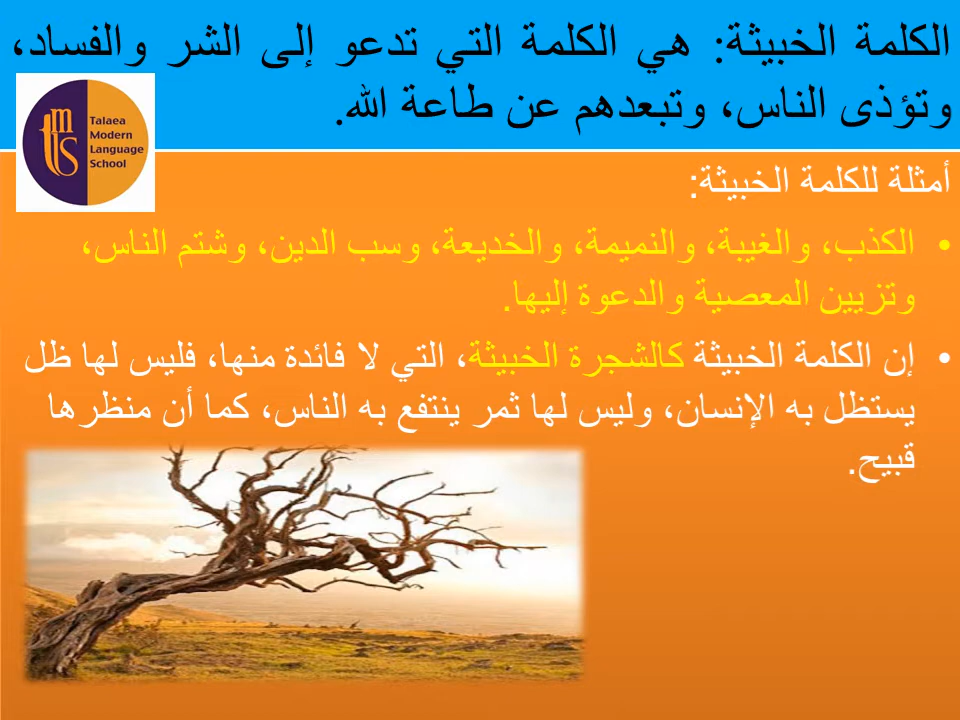 الكلمة الخبيثة: هي الكلمة التي تدعو إلى الشر والفساد،
وتؤذى الناس، وتبعدهم عن طاعة الله.
Talaea
Modern
Language
School
mts
أمثلة للكلمة الخبيثة:
• الكذب، والغيبة، والنميمة، والخديعة، وسب الدين، وشتم الناس،
وتزيين المعصية والدعوة إليها.
• إن الكلمة الخبيثة كالشجرة الخبيثة، التي لا فائدة منها، فليس لها ظل
يستظل به الإنسان، وليس لها ثمر ينتفع به الناس، كما أن منظرها
قبيح.